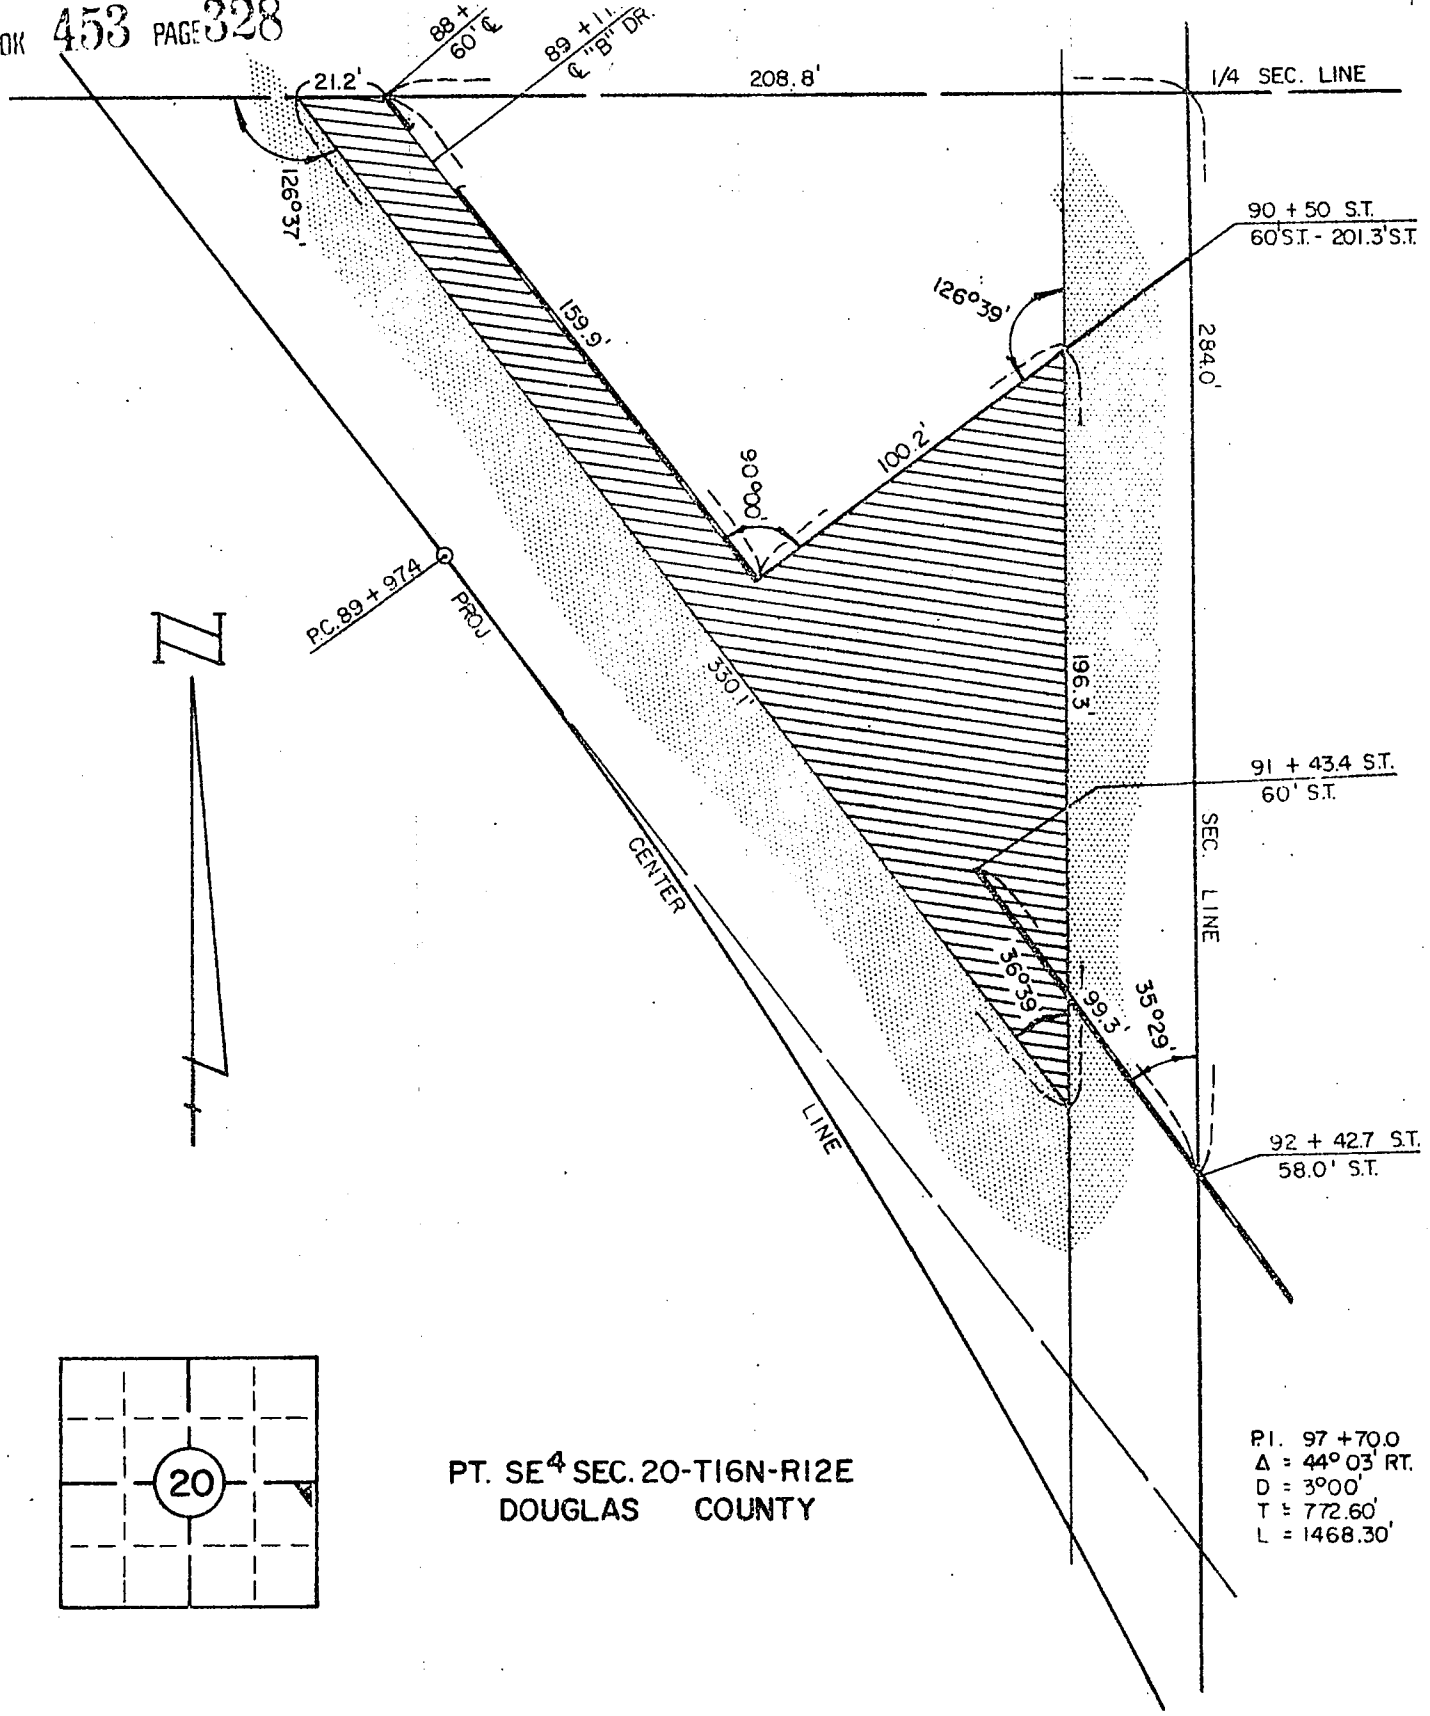 OK 453 PAGE 328
88 +
60' ℄
89 + 11.
℄ "B" DR.
21.2'
208.8'
1/4 SEC. LINE
126°37'
90 + 50 S.T.
60' S.T. - 201.3' S.T.
126°39'
159.9'
284.0'
100.2'
90°00'
P.C. 89 + 97.4
PROJ.
N
330.1'
196.3'
91 + 43.4 S.T.
60' S.T.
SEC. LINE
CENTER
36°39'
99.3'
35°29'
LINE
92 + 42.7 S.T.
58.0' S.T.
20
PT. SE⁴ SEC. 20-T16N-R12E
DOUGLAS COUNTY
P.I. 97 + 70.0
Δ = 44° 03' RT.
D = 3°00'
T = 772.60'
L = 1468.30'